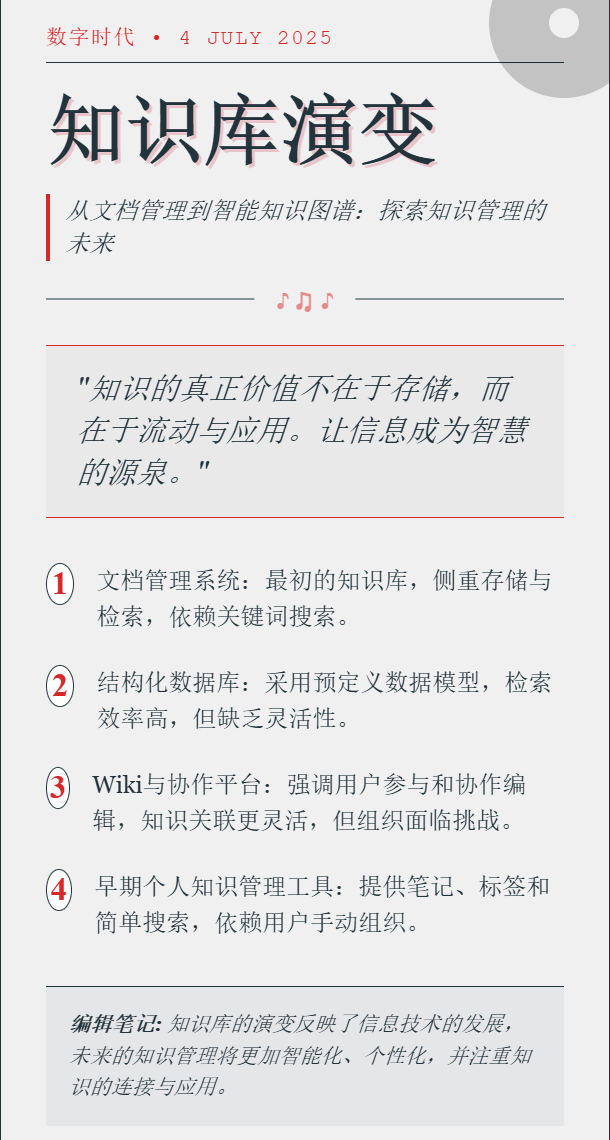 数字时代 • 4 JULY 2025
知识库演变
从文档管理到智能知识图谱：探索知识管理的
未来
♪♫♪
"知识的真正价值不在于存储，而
在于流动与应用。让信息成为智慧
的源泉。"
1 文档管理系统：最初的知识库，侧重存储与
检索，依赖关键词搜索。
2 结构化数据库：采用预定义数据模型，检索
效率高，但缺乏灵活性。
3 Wiki与协作平台：强调用户参与和协作编
辑，知识关联更灵活，但组织面临挑战。
4 早期个人知识管理工具：提供笔记、标签和
简单搜索，依赖用户手动组织。
编辑笔记: 知识库的演变反映了信息技术的发展，
未来的知识管理将更加智能化、个性化，并注重知
识的连接与应用。